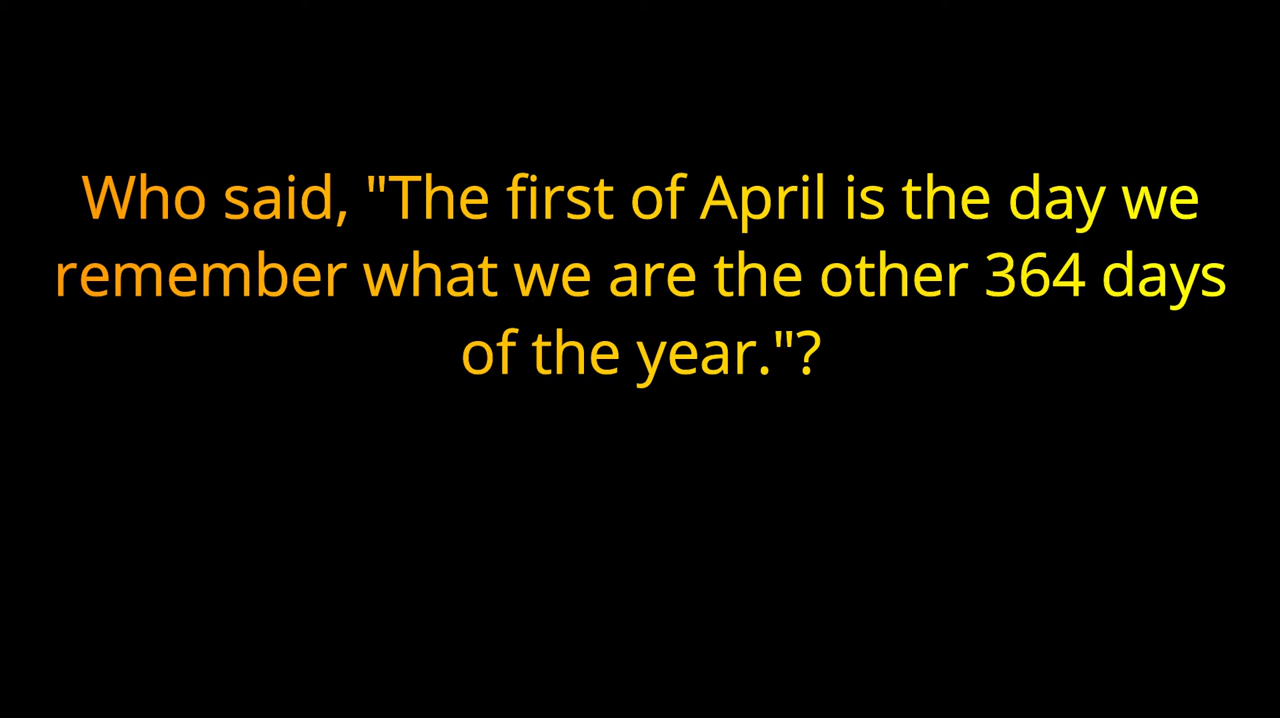 Who said, "The first of April is the day we
remember what we are the other 364 days
of the year."?